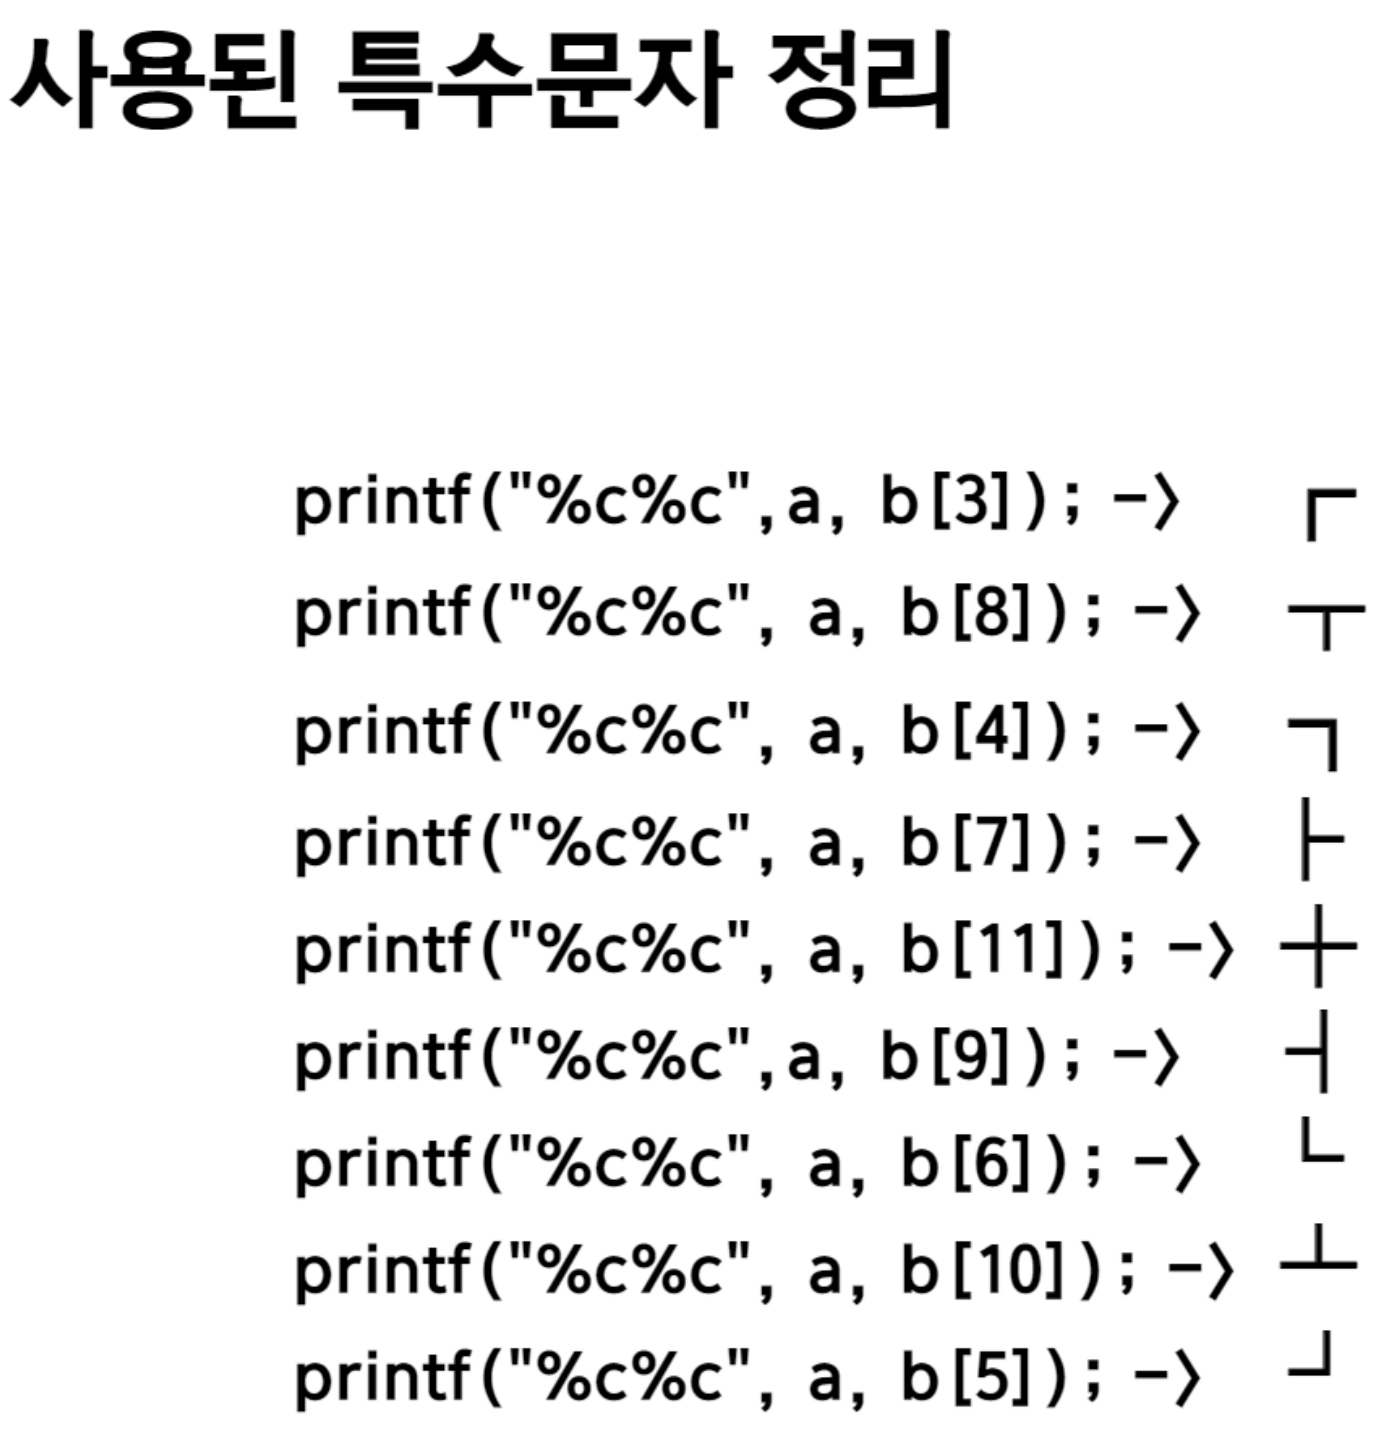 사용된 특수문자 정리
printf("%c%c",a, b[3]); -> ┌
printf("%c%c", a, b[8]); -> ┬
printf("%c%c", a, b[4]); -> ┐
printf("%c%c", a, b[7]); -> ├
printf("%c%c", a, b[11]); -> ┼
printf("%c%c",a, b[9]); -> ┤
printf("%c%c", a, b[6]); -> └
printf("%c%c", a, b[10]); -> ┴
printf("%c%c", a, b[5]); -> ┘